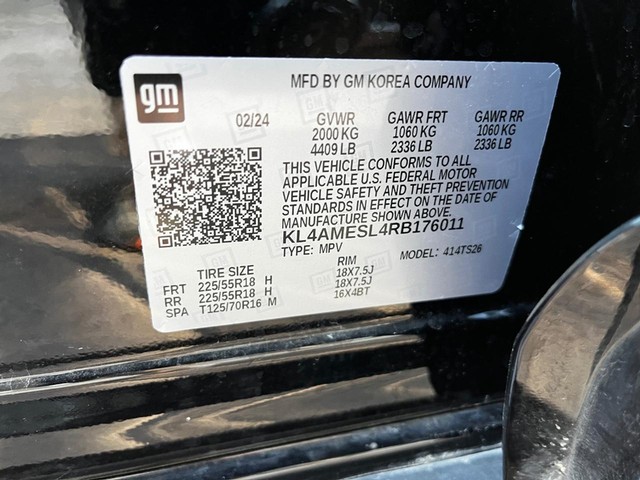 gm
MFD BY GM KOREA COMPANY
02/24 GVWR GAWR FRT GAWR RR
2000 KG 1060 KG 1060 KG
4409 LB 2336 LB 2336 LB
THIS VEHICLE CONFORMS TO ALL
APPLICABLE U.S. FEDERAL MOTOR
VEHICLE SAFETY AND THEFT PREVENTION
STANDARDS IN EFFECT ON THE DATE OF
MANUFACTURE SHOWN ABOVE.
KL4AMESL4RB176011
TYPE: MPV MODEL: 414TS26
TIRE SIZE RIM
FRT 225/55R18 H 18X7.5J
RR 225/55R18 H 18X7.5J
SPA T125/70R16 M 16X4BT